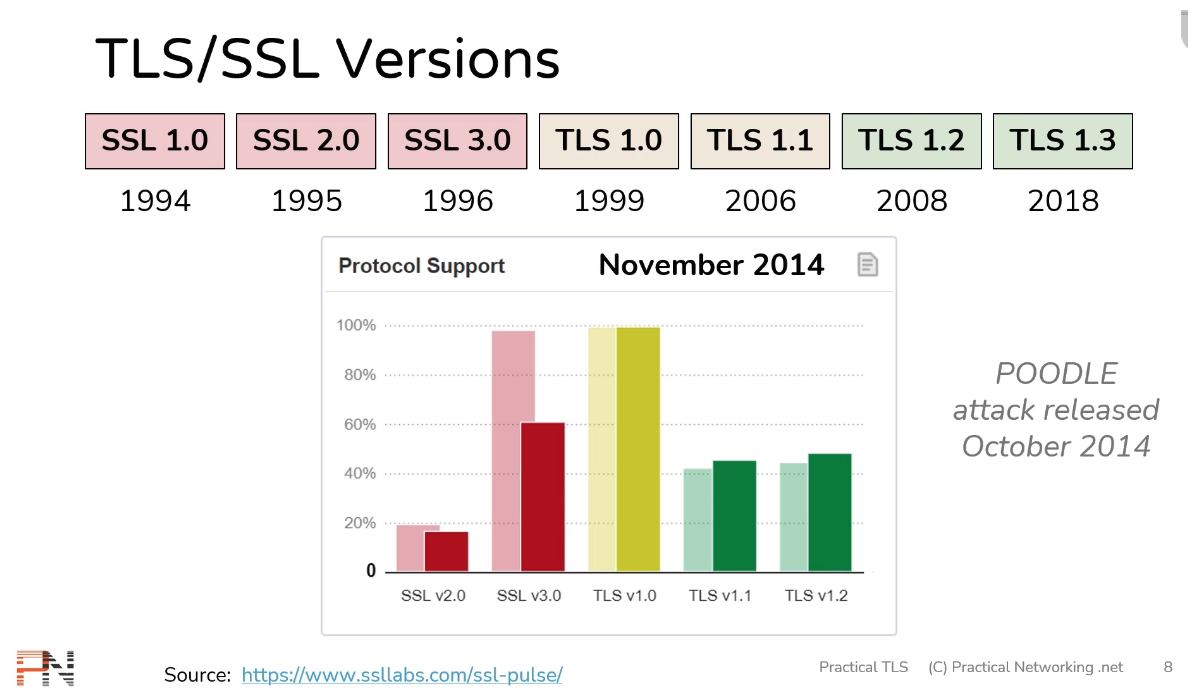 TLS/SSL Versions
SSL 1.0 SSL 2.0 SSL 3.0 TLS 1.0 TLS 1.1 TLS 1.2 TLS 1.3
1994 1995 1996 1999 2006 2008 2018
Protocol Support November 2014
100%
80%
60%
40%
20%
0
SSL v2.0 SSL v3.0 TLS v1.0 TLS v1.1 TLS v1.2
POODLE
attack released
October 2014
PN
Source: https://www.ssllabs.com/ssl-pulse/
Practical TLS (C) Practical Networking .net 8